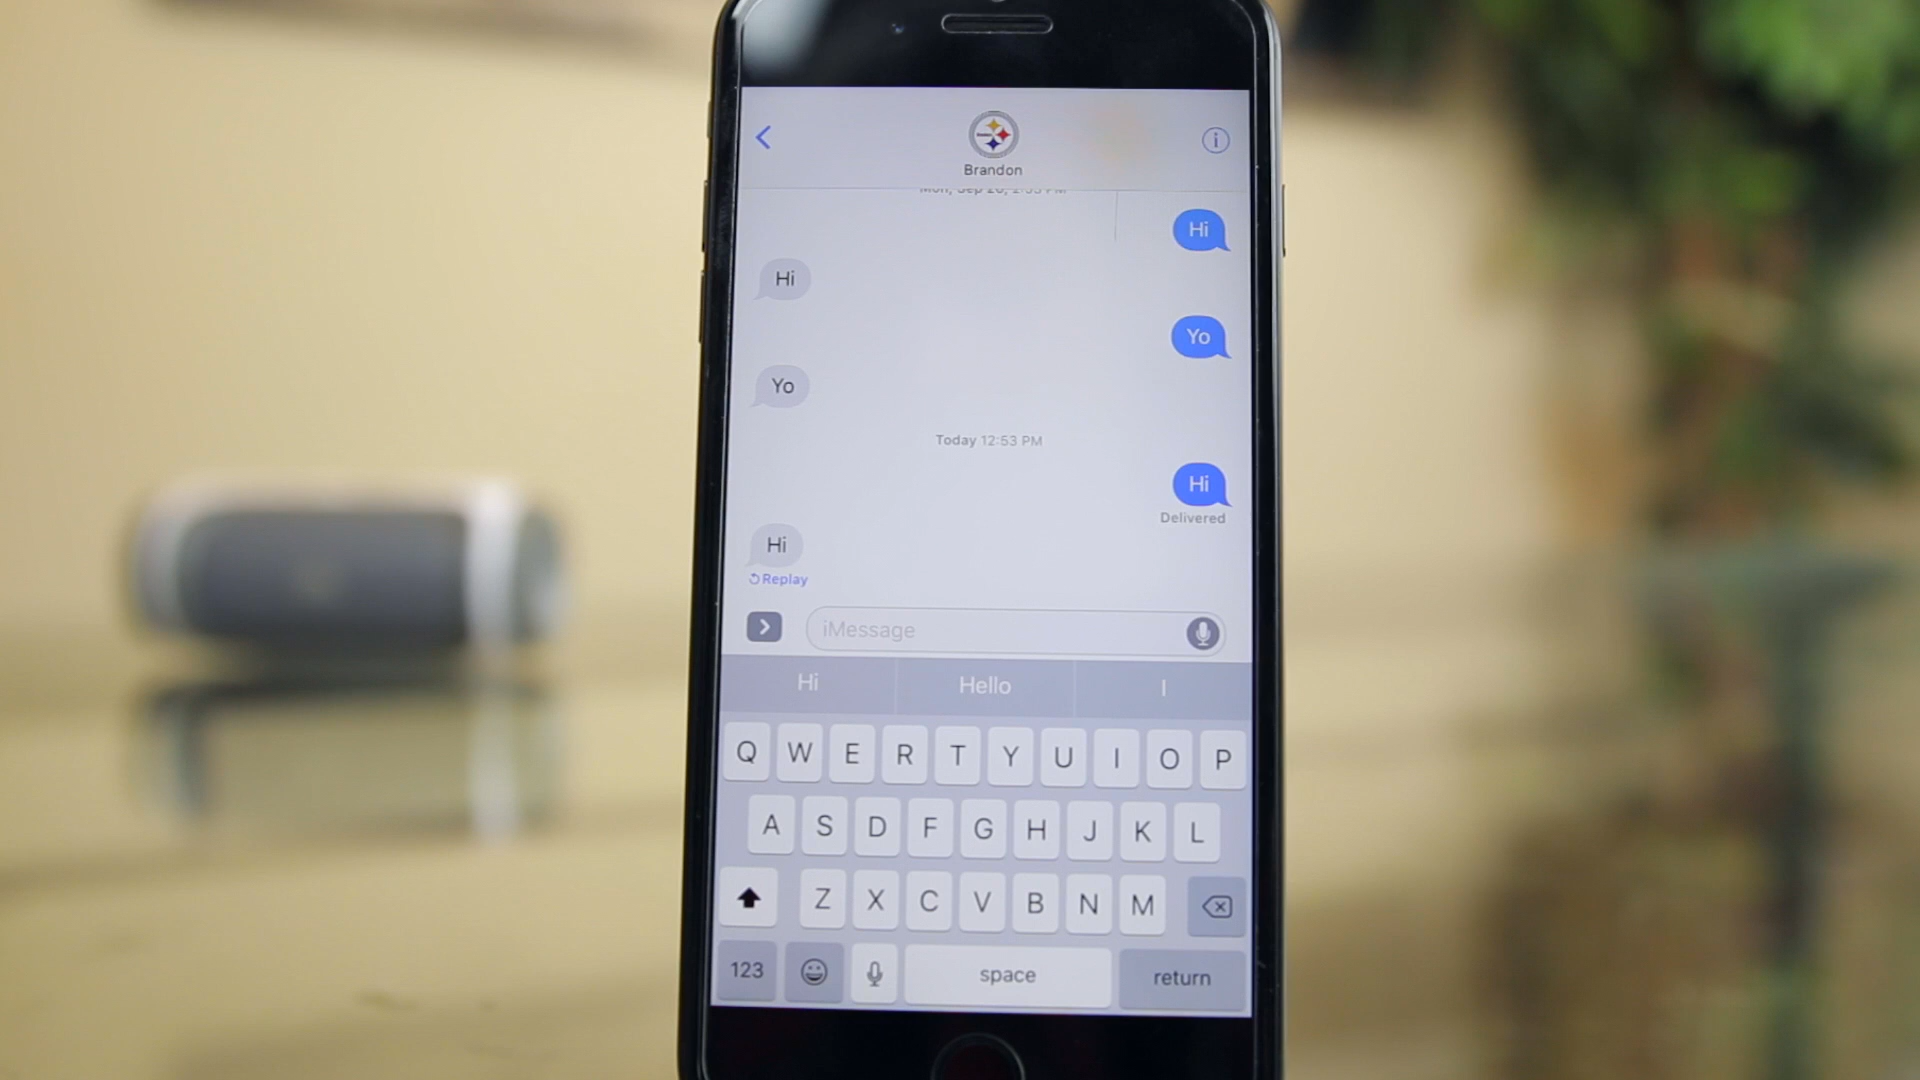 Brandon
Hi
Hi
Yo
Yo
Today 12:53 PM
Hi
Delivered
Hi
Replay
iMessage
Hi Hello I
Q W E R T Y U I O P
A S D F G H J K L
Z X C V B N M
123 space return